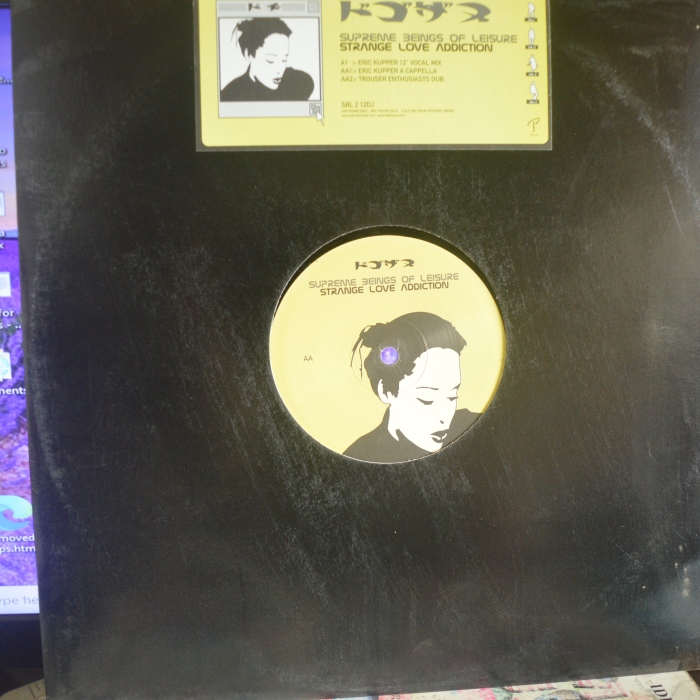 ドゴザヌ
SUPREME BEINGS OF LEISURE
STRANGE LOVE ADDICTION
A1 > ERIC KUPPER 12" VOCAL MIX
AA1> ERIC KUPPER A CAPPELLA
AA2> TROUSER ENTHUSIASTS DUB
SBL 2 12DJ
ドゴザヌ
SUPREME BEINGS OF LEISURE
STRANGE LOVE ADDICTION
AA